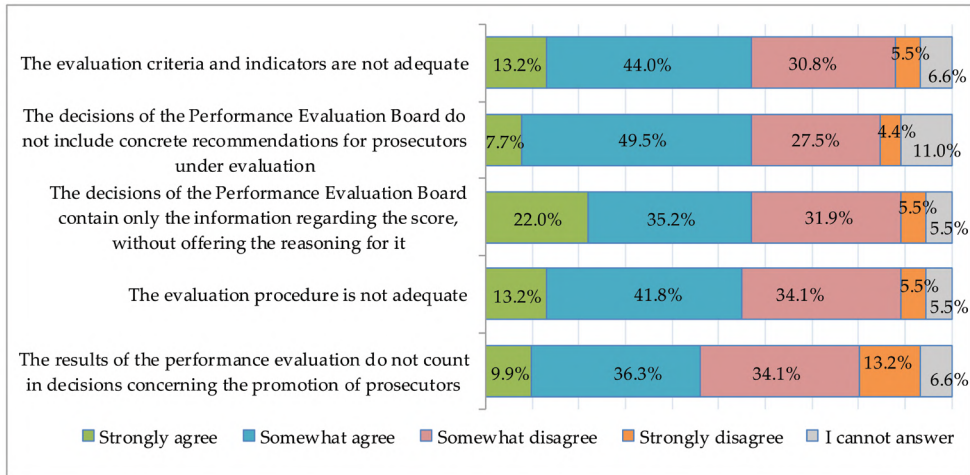 The evaluation criteria and indicators are not adequate
13.2% 44.0% 30.8% 5.5% 6.6%
The decisions of the Performance Evaluation Board do
not include concrete recommendations for prosecutors
under evaluation
7.7% 49.5% 27.5% 4.4% 11.0%
The decisions of the Performance Evaluation Board
contain only the information regarding the score,
without offering the reasoning for it
22.0% 35.2% 31.9% 5.5% 5.5%
The evaluation procedure is not adequate
13.2% 41.8% 34.1% 5.5% 5.5%
The results of the performance evaluation do not count
in decisions concerning the promotion of prosecutors
9.9% 36.3% 34.1% 13.2% 6.6%
Strongly agree Somewhat agree Somewhat disagree Strongly disagree I cannot answer